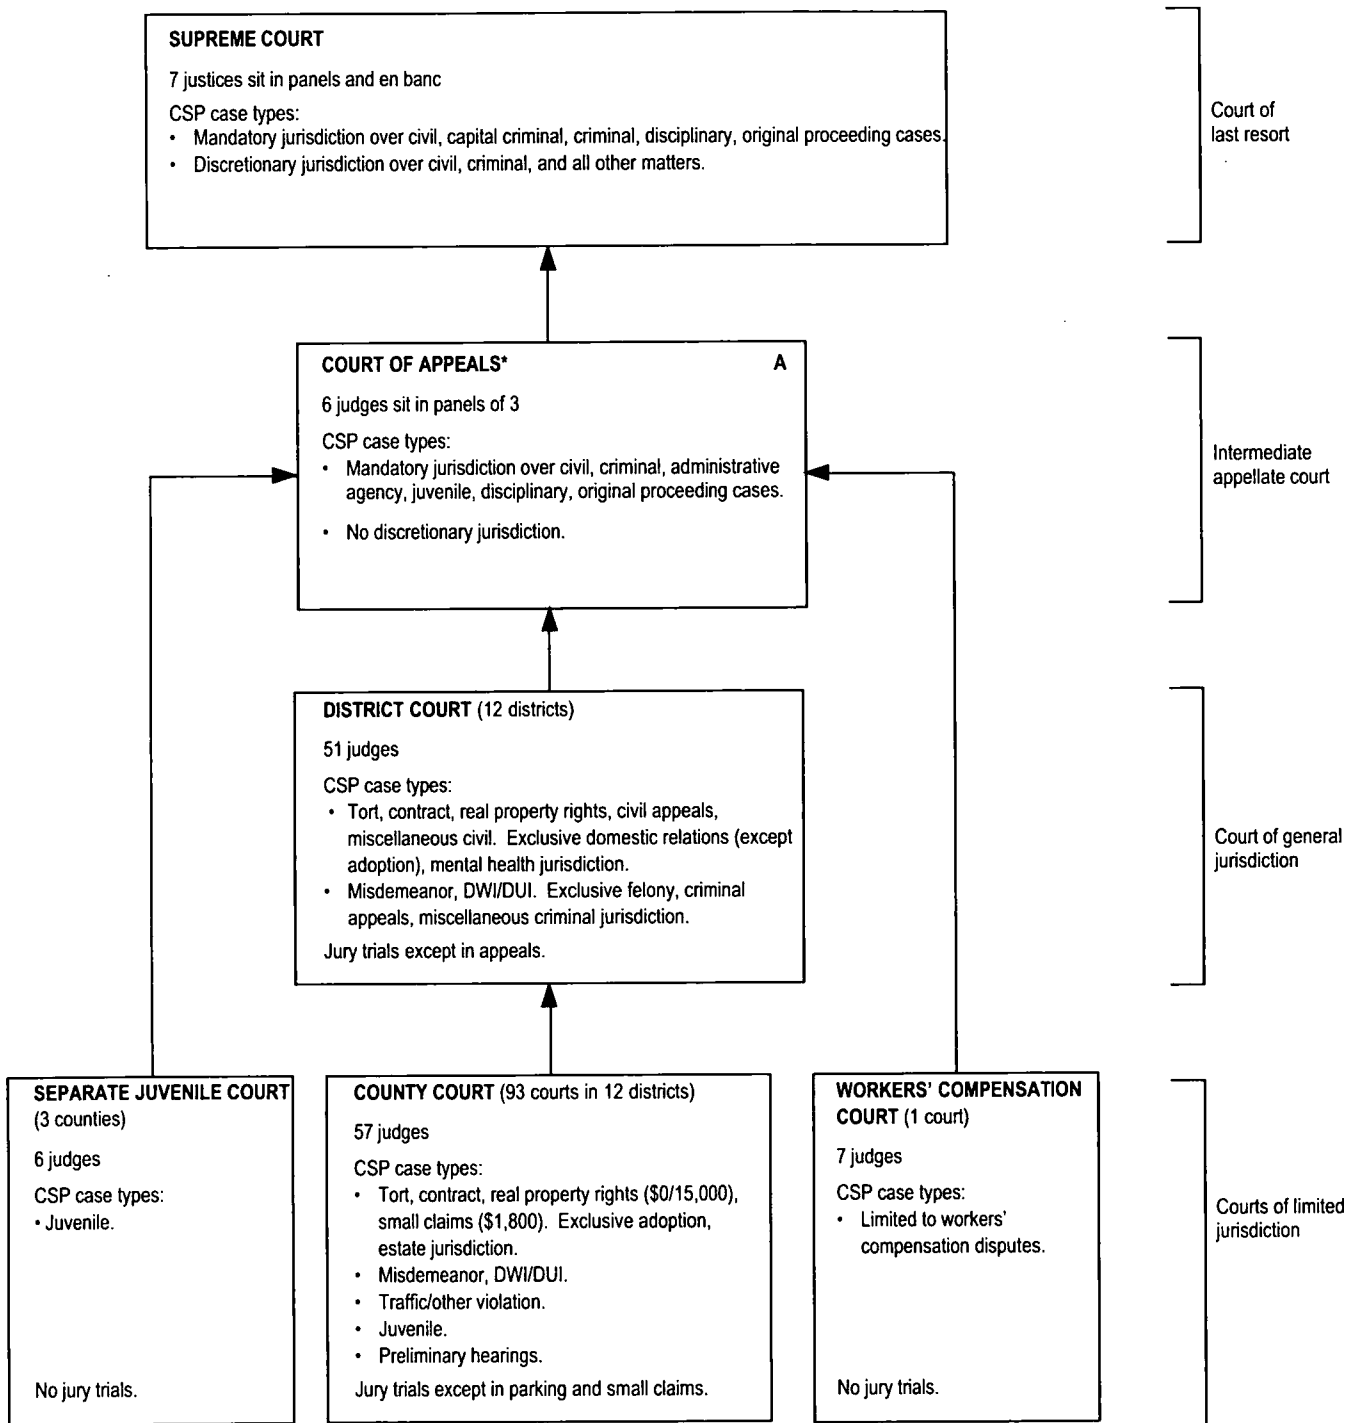 SUPREME COURT
7 justices sit in panels and en banc
CSP case types:
• Mandatory jurisdiction over civil, capital criminal, criminal, disciplinary, original proceeding cases.
• Discretionary jurisdiction over civil, criminal, and all other matters.
Court of
last resort
COURT OF APPEALS* A
6 judges sit in panels of 3
CSP case types:
• Mandatory jurisdiction over civil, criminal, administrative
agency, juvenile, disciplinary, original proceeding cases.
• No discretionary jurisdiction.
Intermediate
appellate court
DISTRICT COURT (12 districts)
51 judges
CSP case types:
• Tort, contract, real property rights, civil appeals,
miscellaneous civil. Exclusive domestic relations (except
adoption), mental health jurisdiction.
• Misdemeanor, DWI/DUI. Exclusive felony, criminal
appeals, miscellaneous criminal jurisdiction.
Jury trials except in appeals.
Court of general
jurisdiction
SEPARATE JUVENILE COURT
(3 counties)
6 judges
CSP case types:
• Juvenile.
No jury trials.
COUNTY COURT (93 courts in 12 districts)
57 judges
CSP case types:
• Tort, contract, real property rights ($0/15,000),
small claims ($1,800). Exclusive adoption,
estate jurisdiction.
• Misdemeanor, DWI/DUI.
• Traffic/other violation.
• Juvenile.
• Preliminary hearings.
Jury trials except in parking and small claims.
WORKERS' COMPENSATION
COURT (1 court)
7 judges
CSP case types:
• Limited to workers'
compensation disputes.
No jury trials.
Courts of limited
jurisdiction